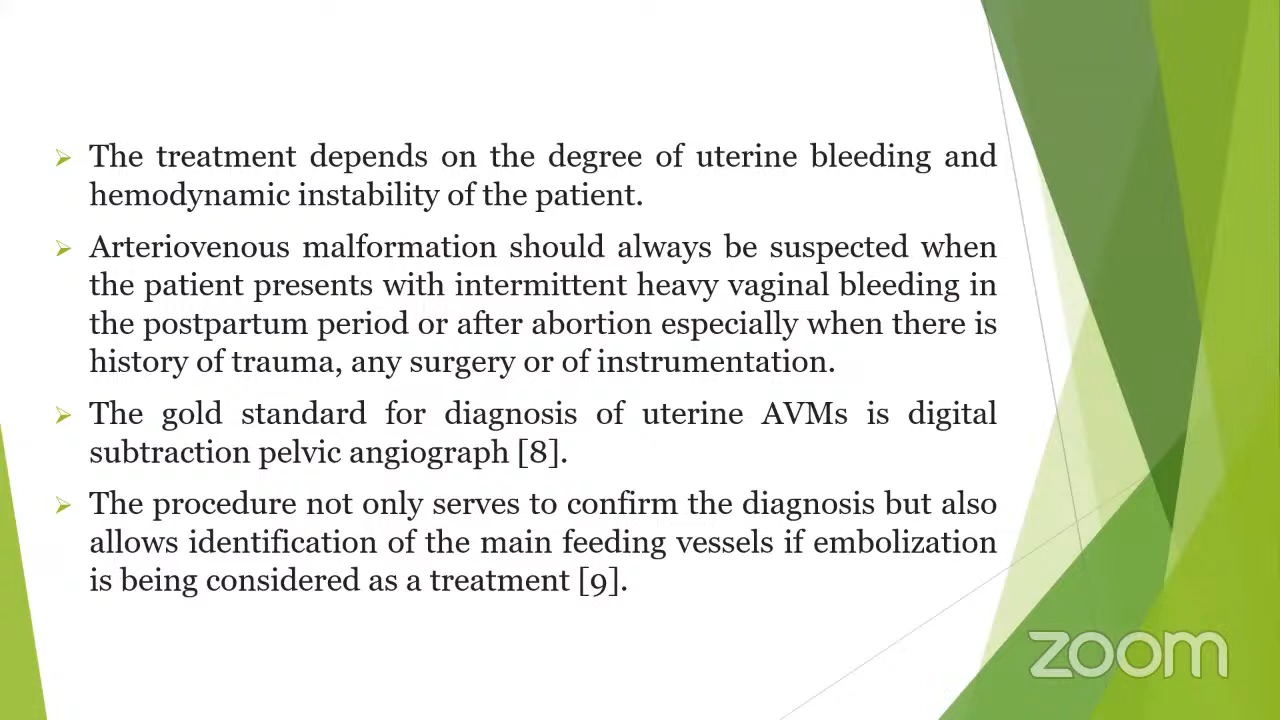 The treatment depends on the degree of uterine bleeding and
hemodynamic instability of the patient.
Arteriovenous malformation should always be suspected when
the patient presents with intermittent heavy vaginal bleeding in
the postpartum period or after abortion especially when there is
history of trauma, any surgery or of instrumentation.
The gold standard for diagnosis of uterine AVMs is digital
subtraction pelvic angiograph [8].
The procedure not only serves to confirm the diagnosis but also
allows identification of the main feeding vessels if embolization
is being considered as a treatment [9].
zoom